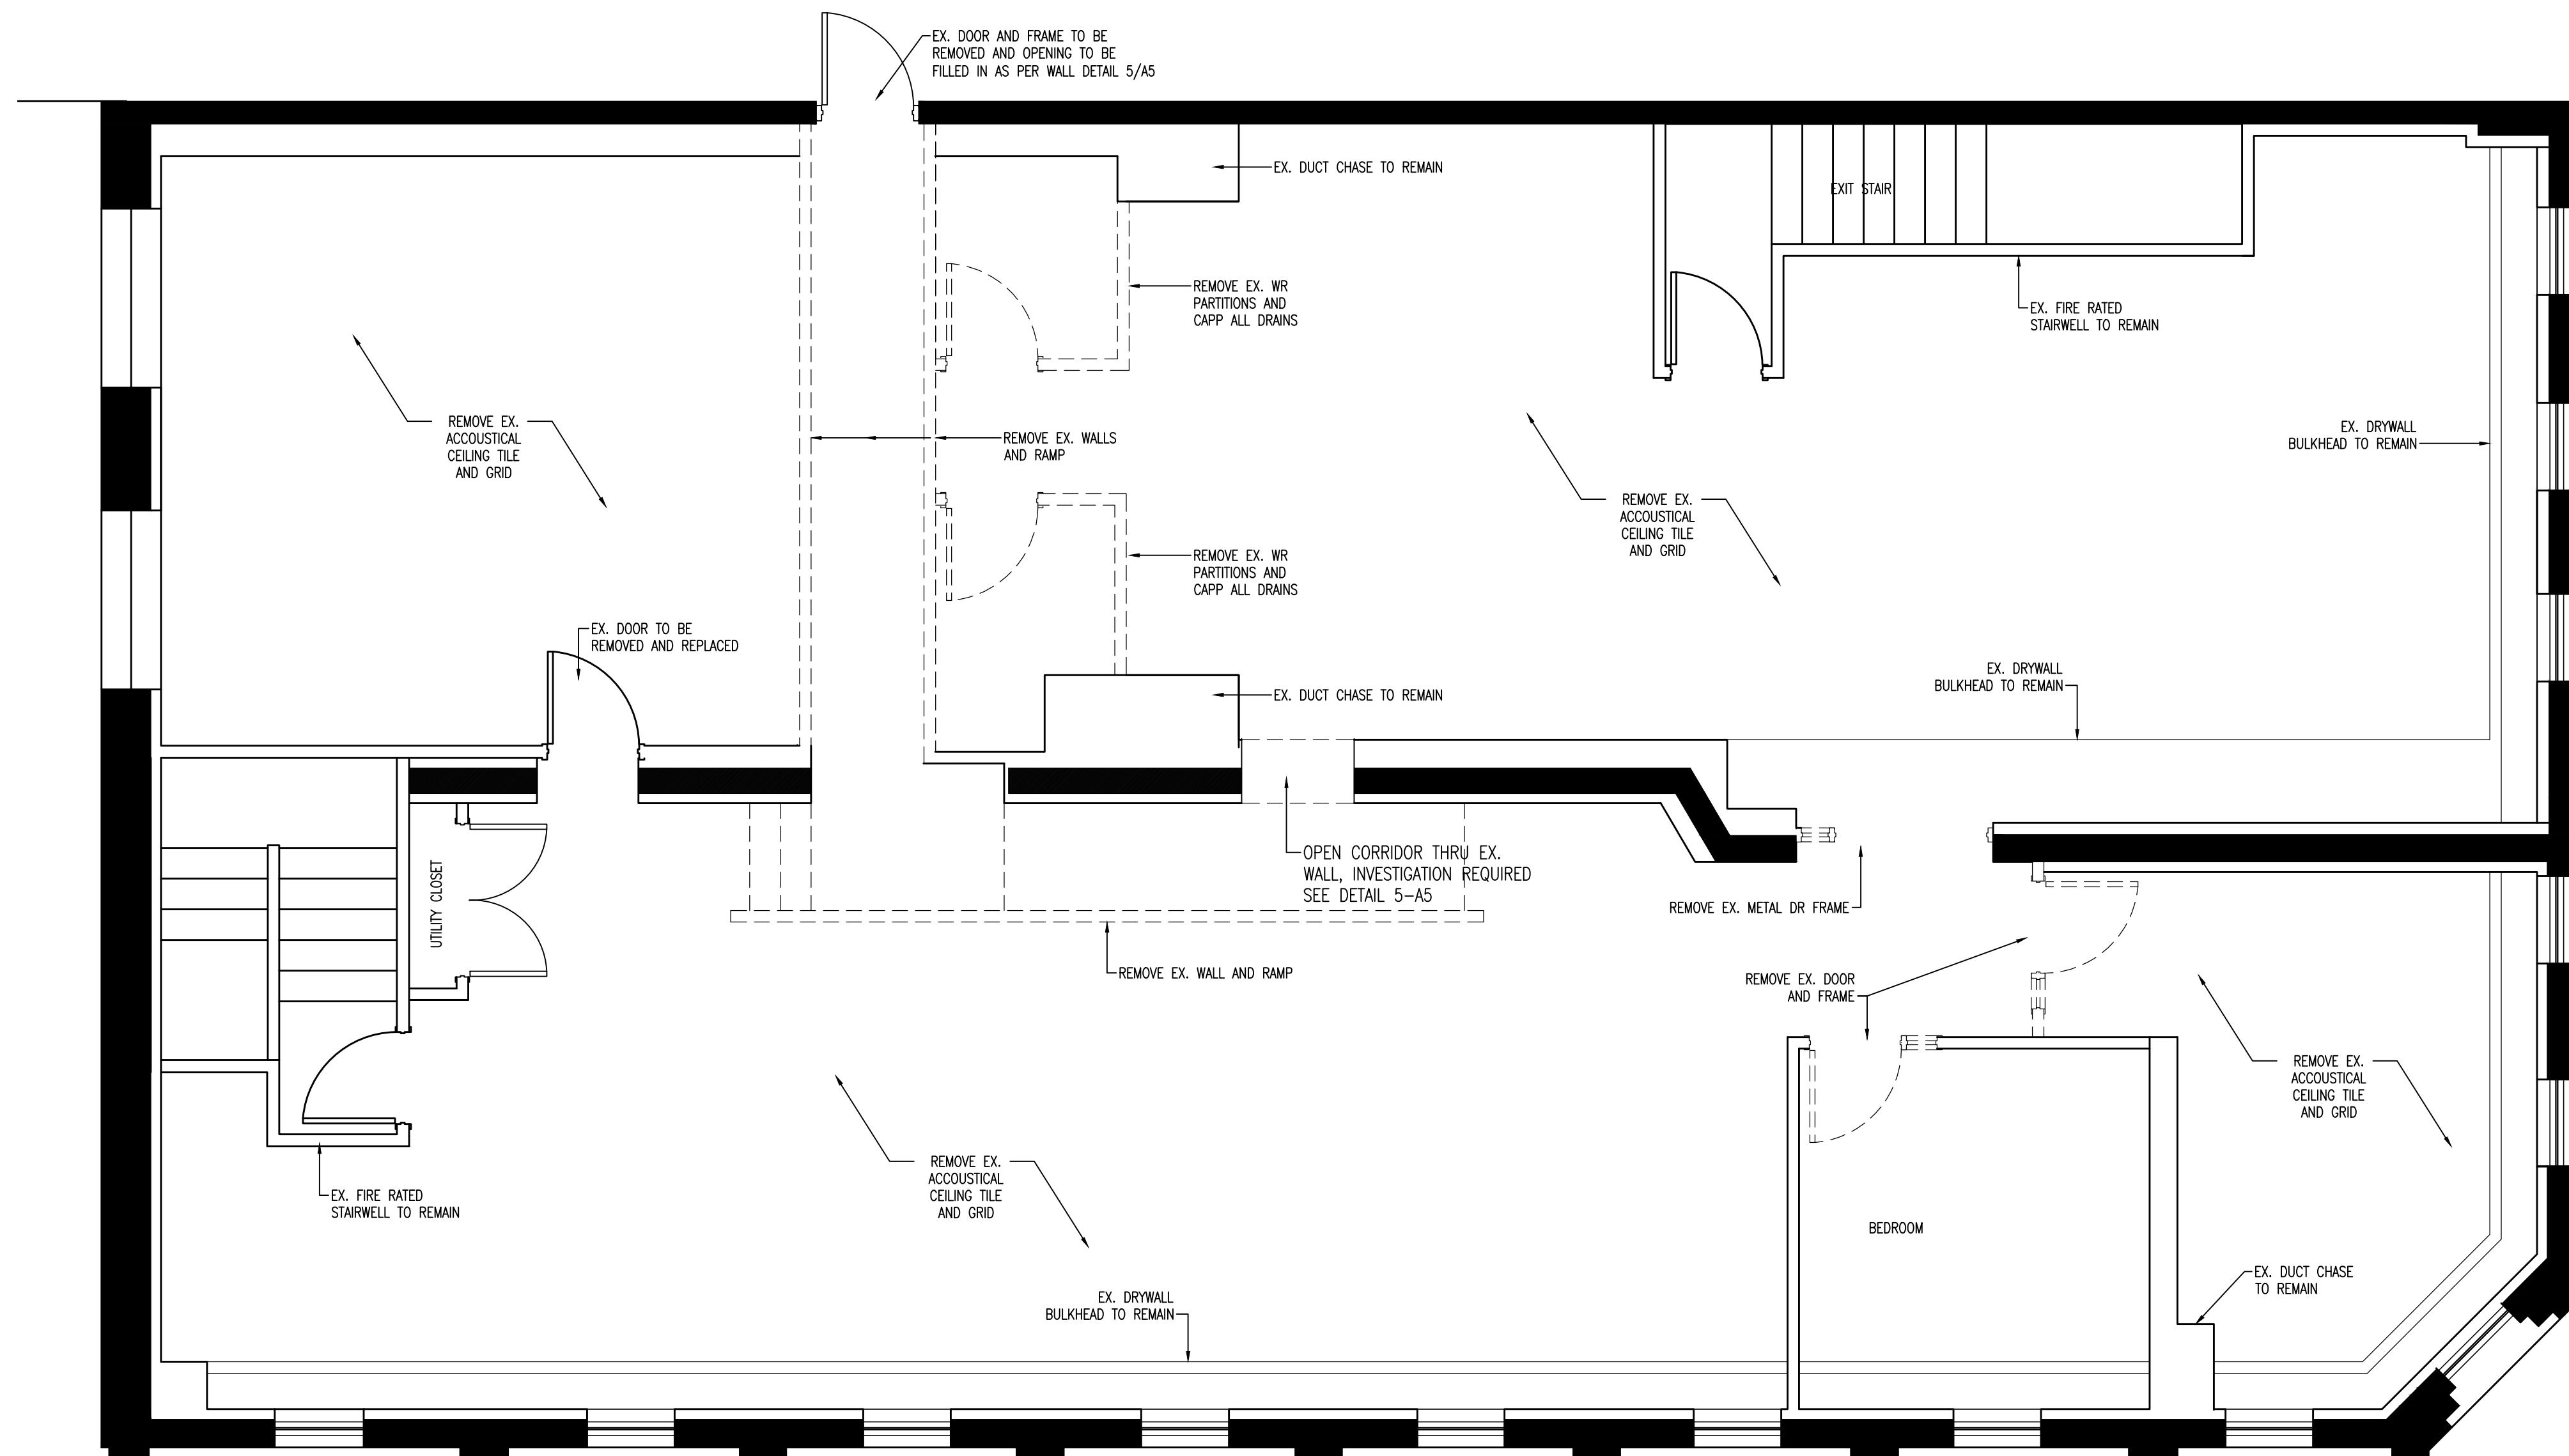 EX. DOOR AND FRAME TO BE
REMOVED AND OPENING TO BE
FILLED IN AS PER WALL DETAIL 5/A5
EX. DUCT CHASE TO REMAIN
EXIT STAIR
REMOVE EX. WR
PARTITIONS AND
CAPP ALL DRAINS
EX. FIRE RATED
STAIRWELL TO REMAIN
REMOVE EX.
ACCOUSTICAL
CEILING TILE
AND GRID
REMOVE EX. WALLS
AND RAMP
EX. DRYWALL
BULKHEAD TO REMAIN
REMOVE EX.
ACCOUSTICAL
CEILING TILE
AND GRID
REMOVE EX. WR
PARTITIONS AND
CAPP ALL DRAINS
EX. DOOR TO BE
REMOVED AND REPLACED
EX. DUCT CHASE TO REMAIN
EX. DRYWALL
BULKHEAD TO REMAIN
UTILITY CLOSET
OPEN CORRIDOR THRU EX.
WALL, INVESTIGATION REQUIRED
SEE DETAIL 5-A5
REMOVE EX. METAL DR FRAME
REMOVE EX. WALL AND RAMP
REMOVE EX. DOOR
AND FRAME
REMOVE EX.
ACCOUSTICAL
CEILING TILE
AND GRID
REMOVE EX.
ACCOUSTICAL
CEILING TILE
AND GRID
EX. FIRE RATED
STAIRWELL TO REMAIN
BEDROOM
EX. DUCT CHASE
TO REMAIN
EX. DRYWALL
BULKHEAD TO REMAIN